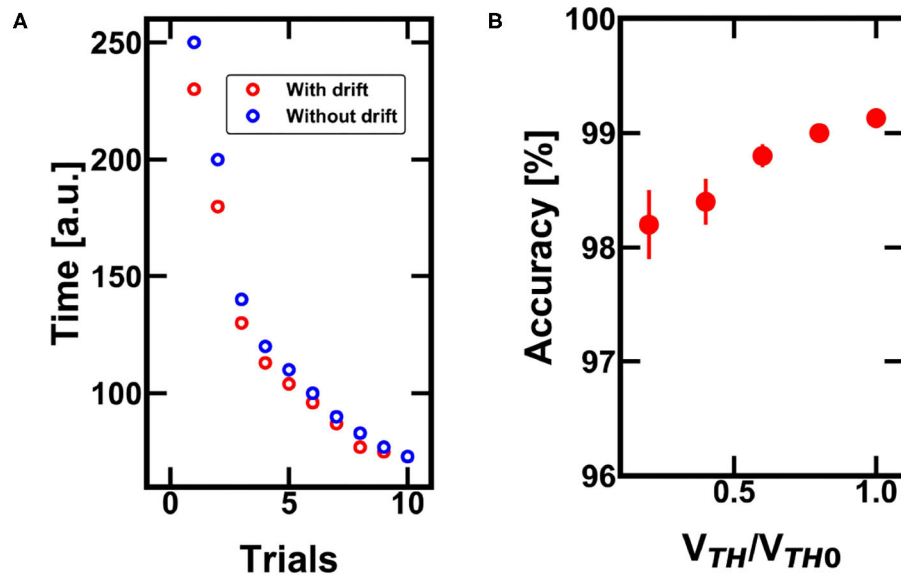 A
250
200
150
100
0
5
10
Time [a.u.]
Trials
With drift
Without drift
B
100
99
98
97
96
0.5
1.0
Accuracy [%]
V_TH/V_TH0